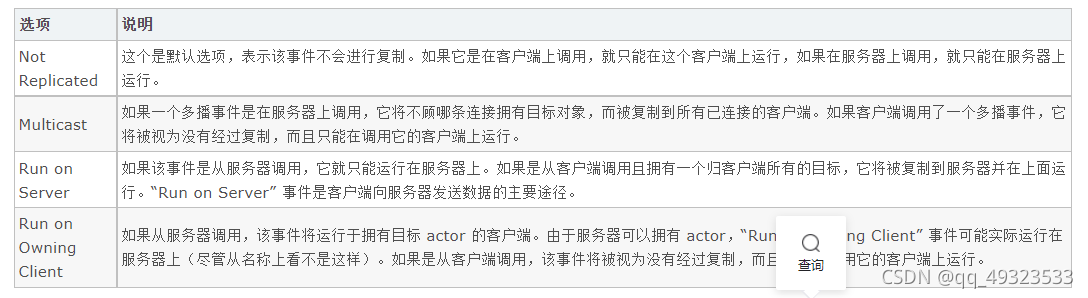 选项 说明
Not Replicated
这个是默认选项，表示该事件不会进行复制。如果它是在客户端上调用，就只能在这个客户端上运行，如果在服务器上调用，就只能在服务器上
运行。
Multicast
如果一个多播事件是在服务器上调用，它将不顾哪条连接拥有目标对象，而被复制到所有已连接的客户端。如果客户端调用了一个多播事件，它
将被视为没有经过复制，而且只能在调用它的客户端上运行。
Run on
Server
如果该事件是从服务器调用，它就只能运行在服务器上。如果是从客户端调用且拥有一个归客户端所有的目标，它将被复制到服务器并在上面运
行。“Run on Server” 事件是客户端向服务器发送数据的主要途径。
Run on
Owning
Client
如果从服务器调用，该事件将运行于拥有目标 actor 的客户端。由于服务器可以拥有 actor，“Run ng Client” 事件可能实际运行在
服务器上（尽管从名称上看不是这样）。如果是从客户端调用，该事件将被视为没有经过复制，而且 用它的客户端上运行。
查询
CSDN @qq_49323533